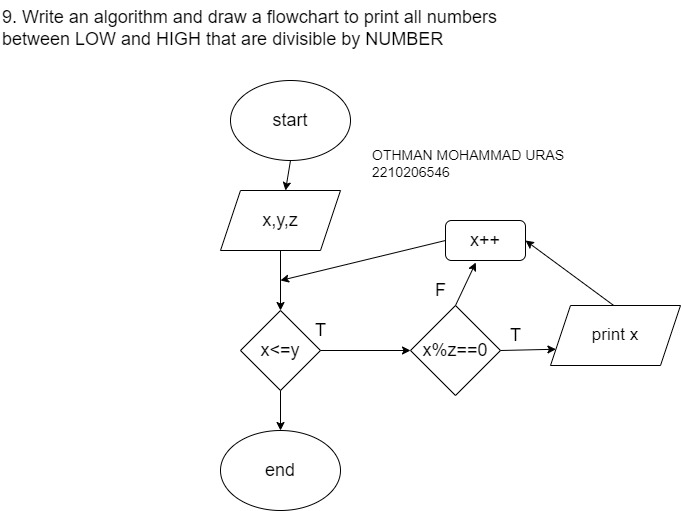 9. Write an algorithm and draw a flowchart to print all numbers
between LOW and HIGH that are divisible by NUMBER
start
OTHMAN MOHAMMAD URAS
2210206546
x,y,z
x++
F
T
x<=y
x%z==0
T
print x
end